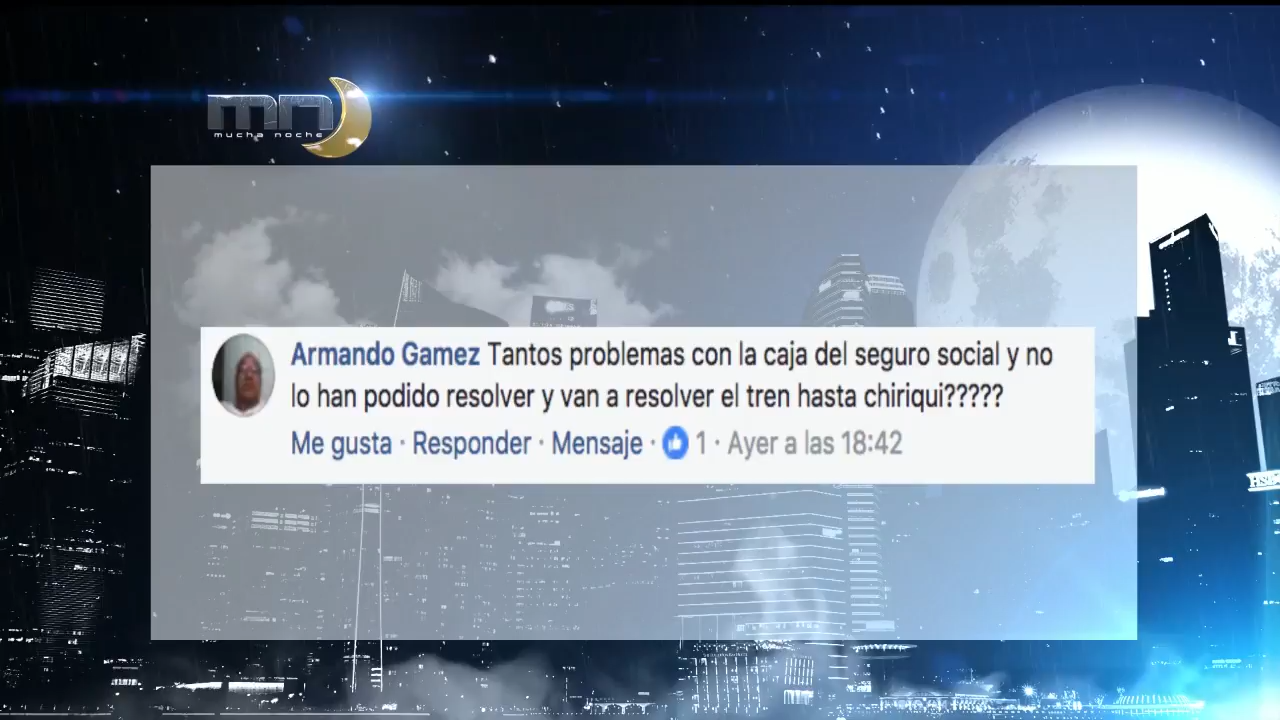 mn
mucha noche
Armando Gamez Tantos problemas con la caja del seguro social y no
lo han podido resolver y van a resolver el tren hasta chiriqui?????
Me gusta · Responder · Mensaje · 1 · Ayer a las 18:42
HSBC